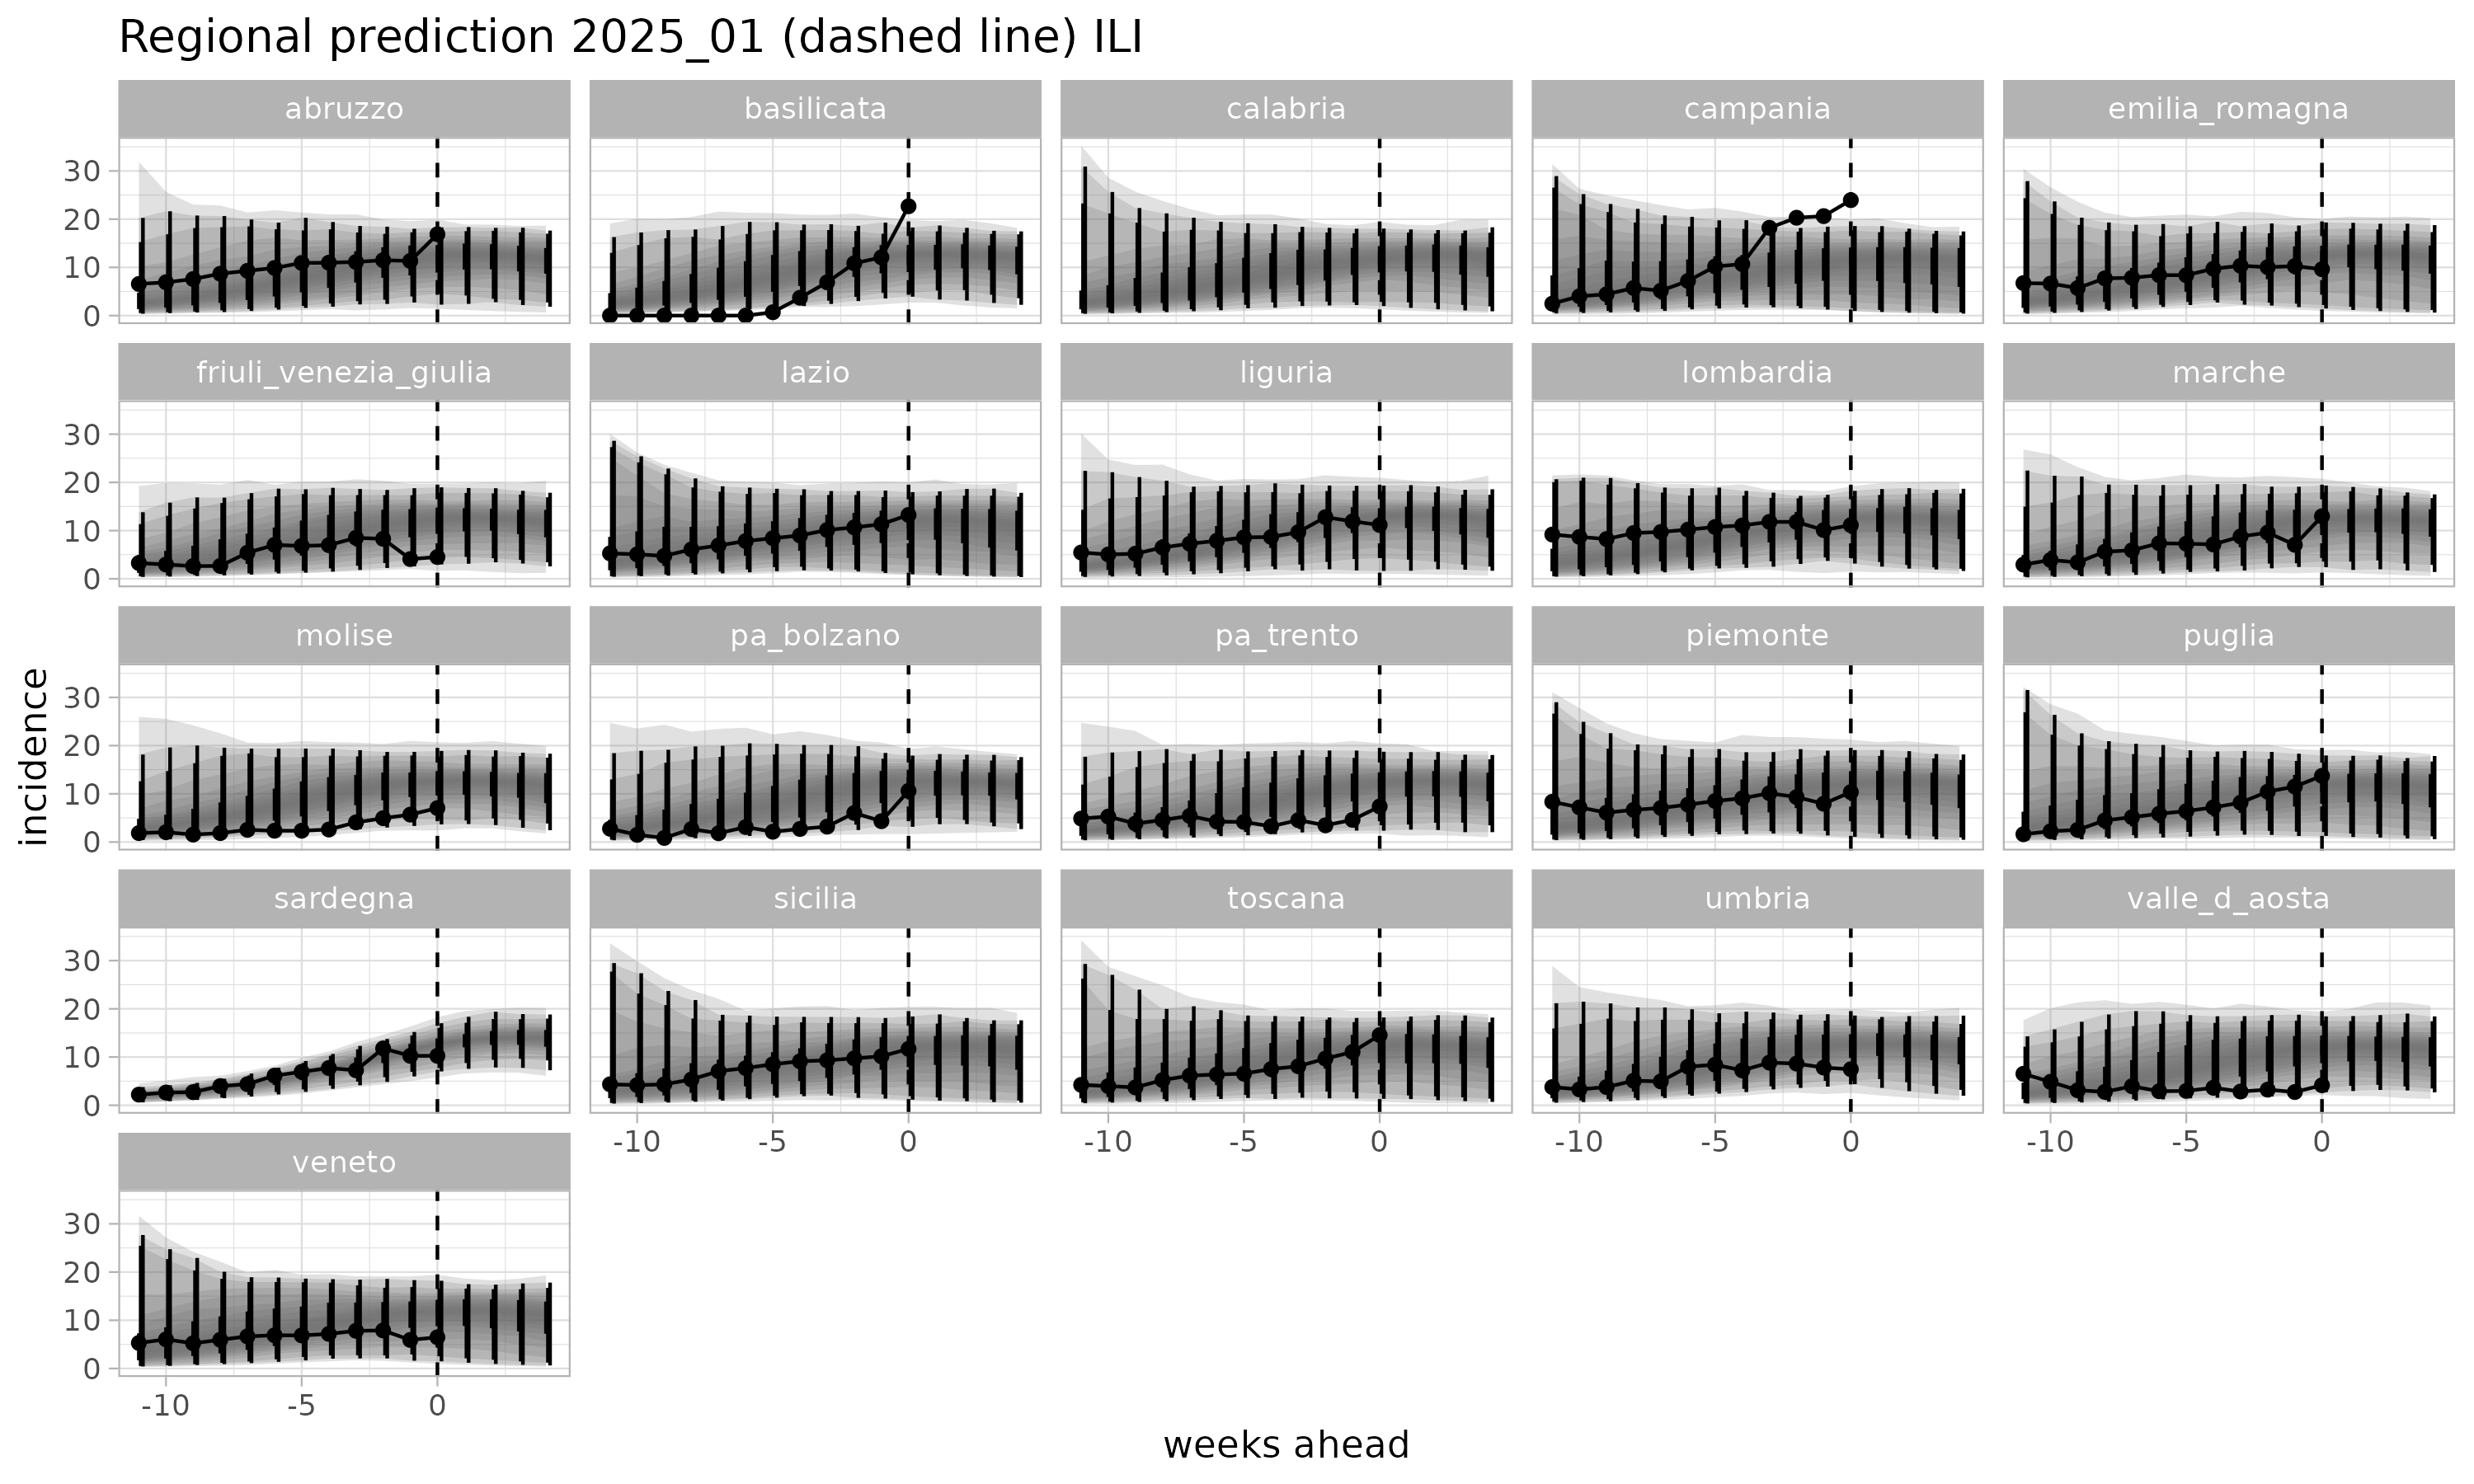 Regional prediction 2025_01 (dashed line) ILI
abruzzo
basilicata
calabria
campania
emilia_romagna
30
20
10
0
friuli_venezia_giulia
lazio
liguria
lombardia
marche
30
20
10
0
molise
pa_bolzano
pa_trento
piemonte
puglia
30
20
10
0
incidence
sardegna
sicilia
toscana
umbria
valle_d_aosta
30
20
10
0
-10 -5 0
-10 -5 0
-10 -5 0
-10 -5 0
veneto
30
20
10
0
-10 -5 0
weeks ahead